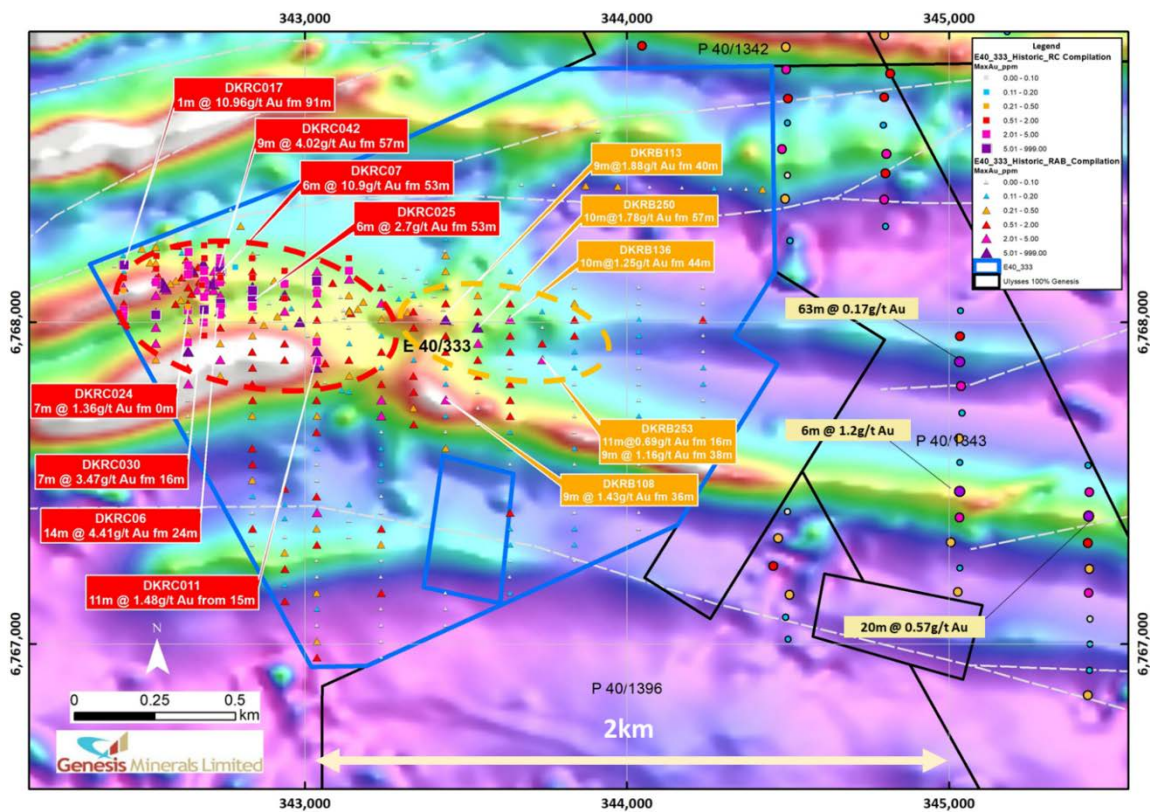 343,000
344,000
345,000
P 40/1342
Legend
E40_333_Historic_RC Compilation
MaxAu_ppm
0.00 - 0.10
0.11 - 0.20
0.21 - 0.50
0.51 - 2.00
2.01 - 5.00
5.01 - 999.00
E40_333_Historic_RAB_Compilation
MaxAu_ppm
0.00 - 0.10
0.11 - 0.20
0.21 - 0.50
0.51 - 2.00
2.01 - 5.00
5.01 - 999.00
E40_333
Ulysses 100% Genesis
DKRC017
1m @ 10.96g/t Au fm 91m
DKRC042
9m @ 4.02g/t Au fm 57m
DKRC07
6m @ 10.9g/t Au fm 53m
DKRC025
6m @ 2.7g/t Au fm 53m
DKRB113
9m@1.88g/t Au fm 40m
DKRB250
10m@1.78g/t Au fm 57m
DKRB136
10m@1.25g/t Au fm 44m
6,768,000
6,768,000
63m @ 0.17g/t Au
E 40/333
DKRC024
7m @ 1.36g/t Au fm 0m
DKRB253
11m@0.69g/t Au fm 16m
9m @ 1.16g/t Au fm 38m
6m @ 1.2g/t Au
P 40/1343
DKRC030
7m @ 3.47g/t Au fm 16m
DKRB108
9m @ 1.43g/t Au fm 36m
DKRC06
14m @ 4.41g/t Au fm 24m
DKRC011
11m @ 1.48g/t Au from 15m
20m @ 0.57g/t Au
6,767,000
6,767,000
N
P 40/1396
0 0.25 0.5
km
2km
Genesis Minerals Limited
343,000
344,000
345,000